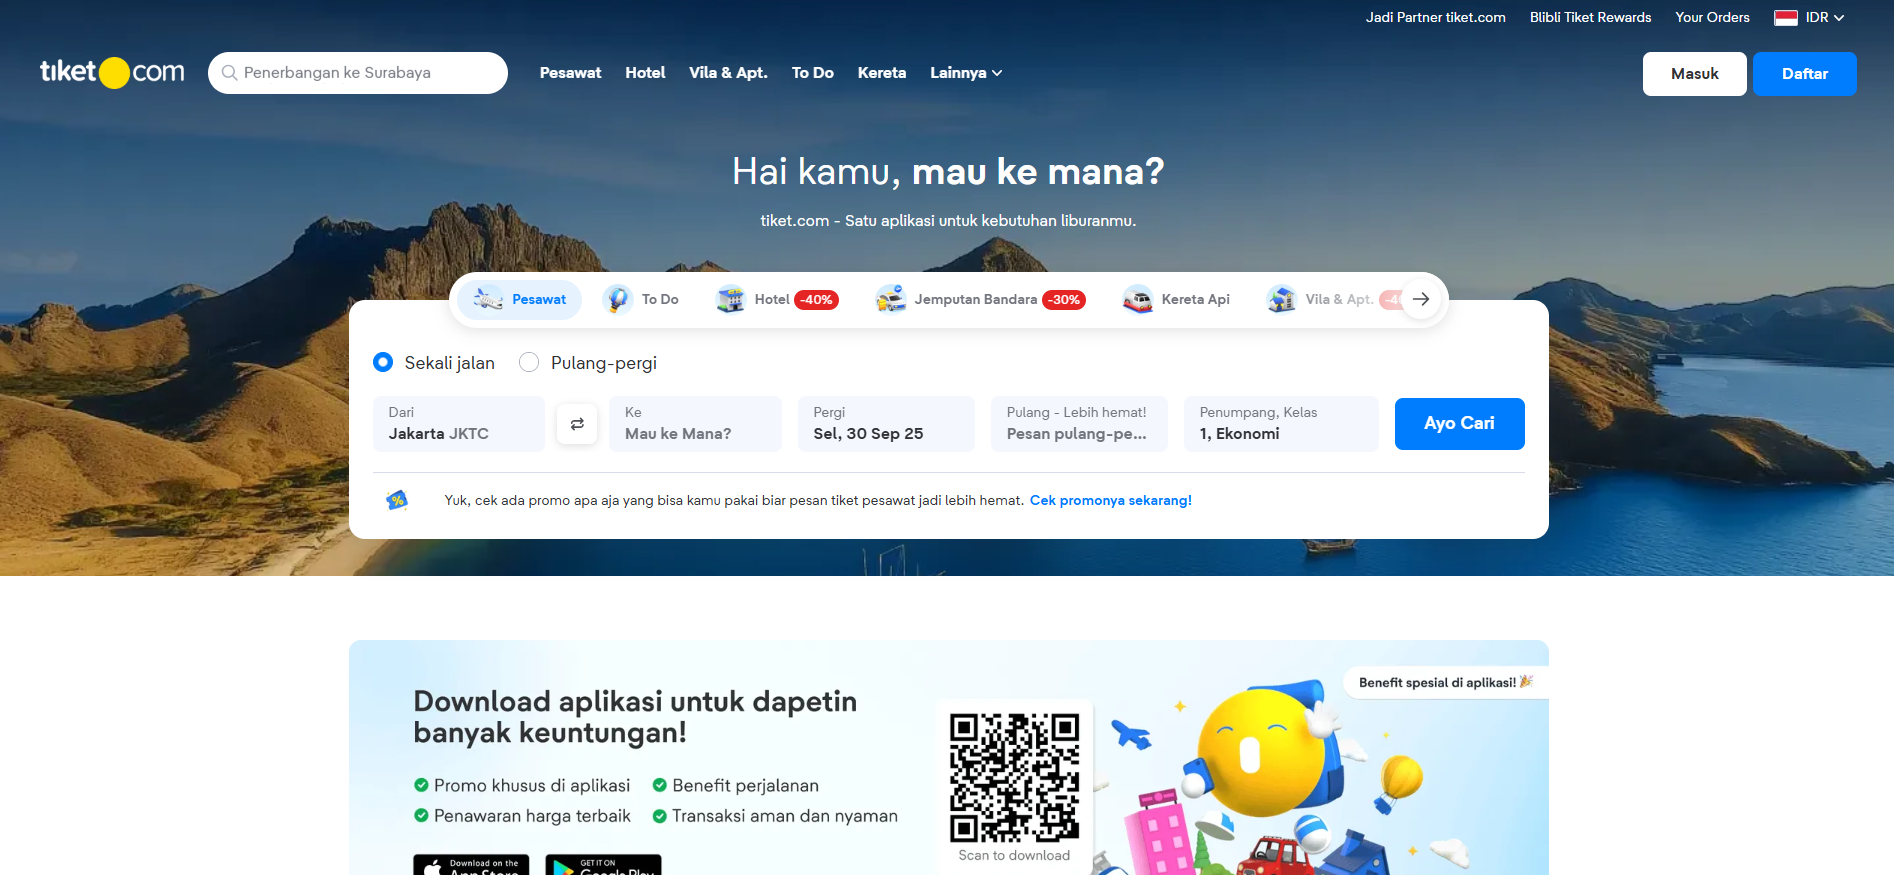 Jadi Partner tiket.com Blibli Tiket Rewards Your Orders IDR
tiket.com Penerbangan ke Surabaya Pesawat Hotel Vila & Apt. To Do Kereta Lainnya Masuk Daftar
Hai kamu, mau ke mana?
tiket.com - Satu aplikasi untuk kebutuhan liburanmu.
Pesawat To Do Hotel -40% Jemputan Bandara -30% Kereta Api Vila & Apt.
Sekali jalan Pulang-pergi
Dari Ke Pergi Pulang - Lebih hemat! Penumpang, Kelas
Jakarta JKTC Mau ke Mana? Sel, 30 Sep 25 Pesan pulang-pe... 1, Ekonomi Ayo Cari
Yuk, cek ada promo apa aja yang bisa kamu pakai biar pesan tiket pesawat jadi lebih hemat. Cek promonya sekarang!
Benefit spesial di aplikasi!
Download aplikasi untuk dapetin
banyak keuntungan!
Promo khusus di aplikasi Benefit perjalanan
Penawaran harga terbaik Transaksi aman dan nyaman
Scan to download
Download on the GET IT ON
App Store Google Play